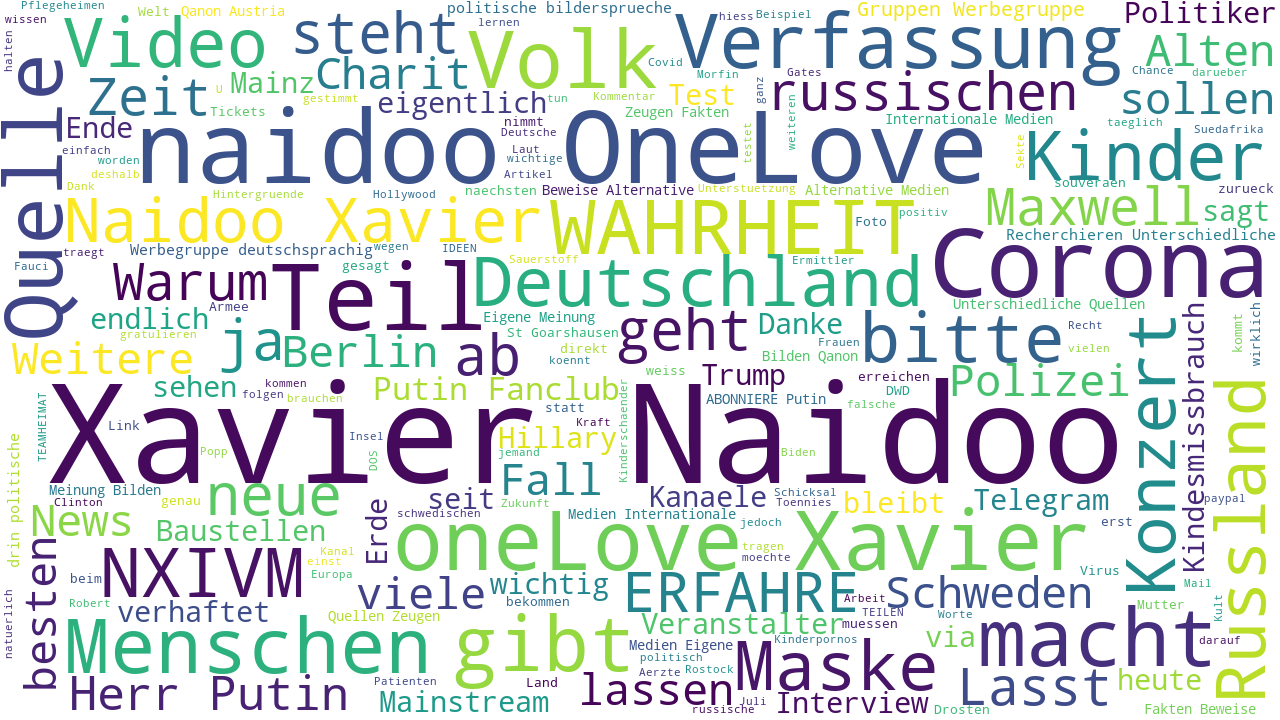 Pflegeheimen
wissen
Welt
Qanon Austria
politische bildersprueche
lernen
hiess
Beispiel
Gruppen Werbegruppe
Politiker
halten
Video
steht
Volk
Verfassung
Alten
Quelle
Zeit
Mainz
Charit
Covid
Morfin
Gates
Chance
darueber
U
gestimmt
eigentlich
tun
Kommentar
Test
ganz
russischen
sollen
Tickets
Zeugen Fakten
weiteren
Internationale Medien
taeglich
Suedafrika
Ende
naidoo
nimmt
Deutsche
OneLove
testet
Sekte
Kinder
einfach
worden
Laut
wichtige
deshalb
Artikel
Dank
Hintergruende
Hollywood
naechsten
Beweise Alternative
Unterstuetzung
Alternative Medien
souveraen
zurueck
Naidoo Xavier
WAHRHEIT
Foto
positiv
Maxwell
sagt
traegt
Werbegruppe deutschsprachig
wegen
IDEEN
Recherchieren Unterschiedliche
Fauci
gesagt
Sauerstoff
Ermittler
Corona
Warum
Teil
Deutschland
Armee
endlich
gratulieren
ja
Eigene Meinung
St Goarshausen
geht
Danke
Unterschiedliche Quellen
Frauen
bitte
Recht
Konzert
Kindesmissbrauch
kommt
wirklich
Weitere
Berlin
ab
direkt
koennt
Bilden Qanon
vielen
weiss
sehen
kommen
Putin Fanclub
Trump
erreichen
Polizei
folgen
brauchen
statt
Kinderschaender
ABONNIERE Putin
DWD
falsche
TEAMHEIMAT
Link
Xavier Naidoo
Kraft
Insel
Hillary
drin politische
Popp
DOS
jemand
Biden
Russland
Meinung Bilden
Fall
Clinton
genau
neue
seit
Zukunft
Kanaele
Schicksal
Toennies
bleibt
Telegram
paypal
News
Baustellen
Erde
schwedischen
Medien Internationale
jedoch
erst
oneLove Xavier
besten
NXIVM
Kanal
einst
tragen
moechte
beim
Europa
viele
wichtig
bekommen
ERFAHRE
Arbeit
Schweden
Virus
Mail
natuerlich
Robert
verhaftet
Quellen Zeugen
TEILEN
Worte
Mutter
Kult
Menschen
gibt
Veranstalter
muessen
via
macht
darauf
Medien Eigene
Kinderpornos
politisch
Aerzte
Rostock
Maske
Patienten
Land
heute
Herr Putin
Mainstream
lassen
russische
Juli
Interview
Drosten
Lasst
Fakten Beweise